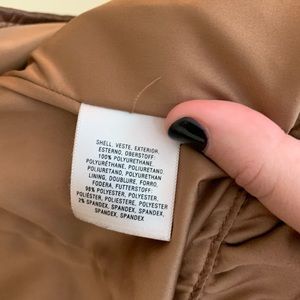 SHELL, VESTE, EXTERIOR,
ESTERNO, OBERSTOFF:
100% POLYURETHANE,
POLYURÉTHANE, POLIURETANO,
POLIURETANO, POLYURETHAN
LINING, DOUBLURE, FORRO,
FODERA, FUTTERSTOFF:
98% POLYESTER, POLYESTER,
POLIÉSTER, POLIESTERE, POLYESTER
2% SPANDEX, SPANDEX, SPANDEX,
SPANDEX, SPANDEX